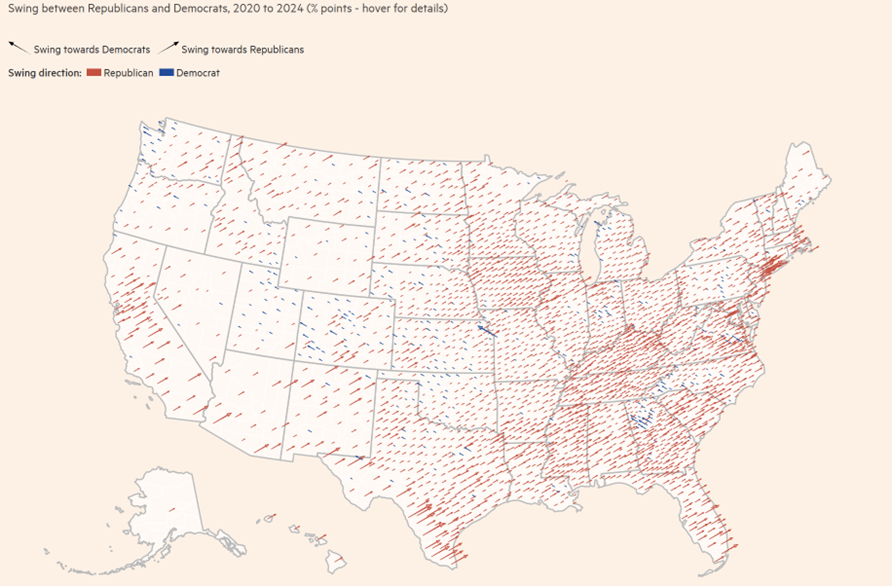 Swing between Republicans and Democrats, 2020 to 2024 (% points - hover for details)
Swing towards Democrats Swing towards Republicans
Swing direction: Republican Democrat